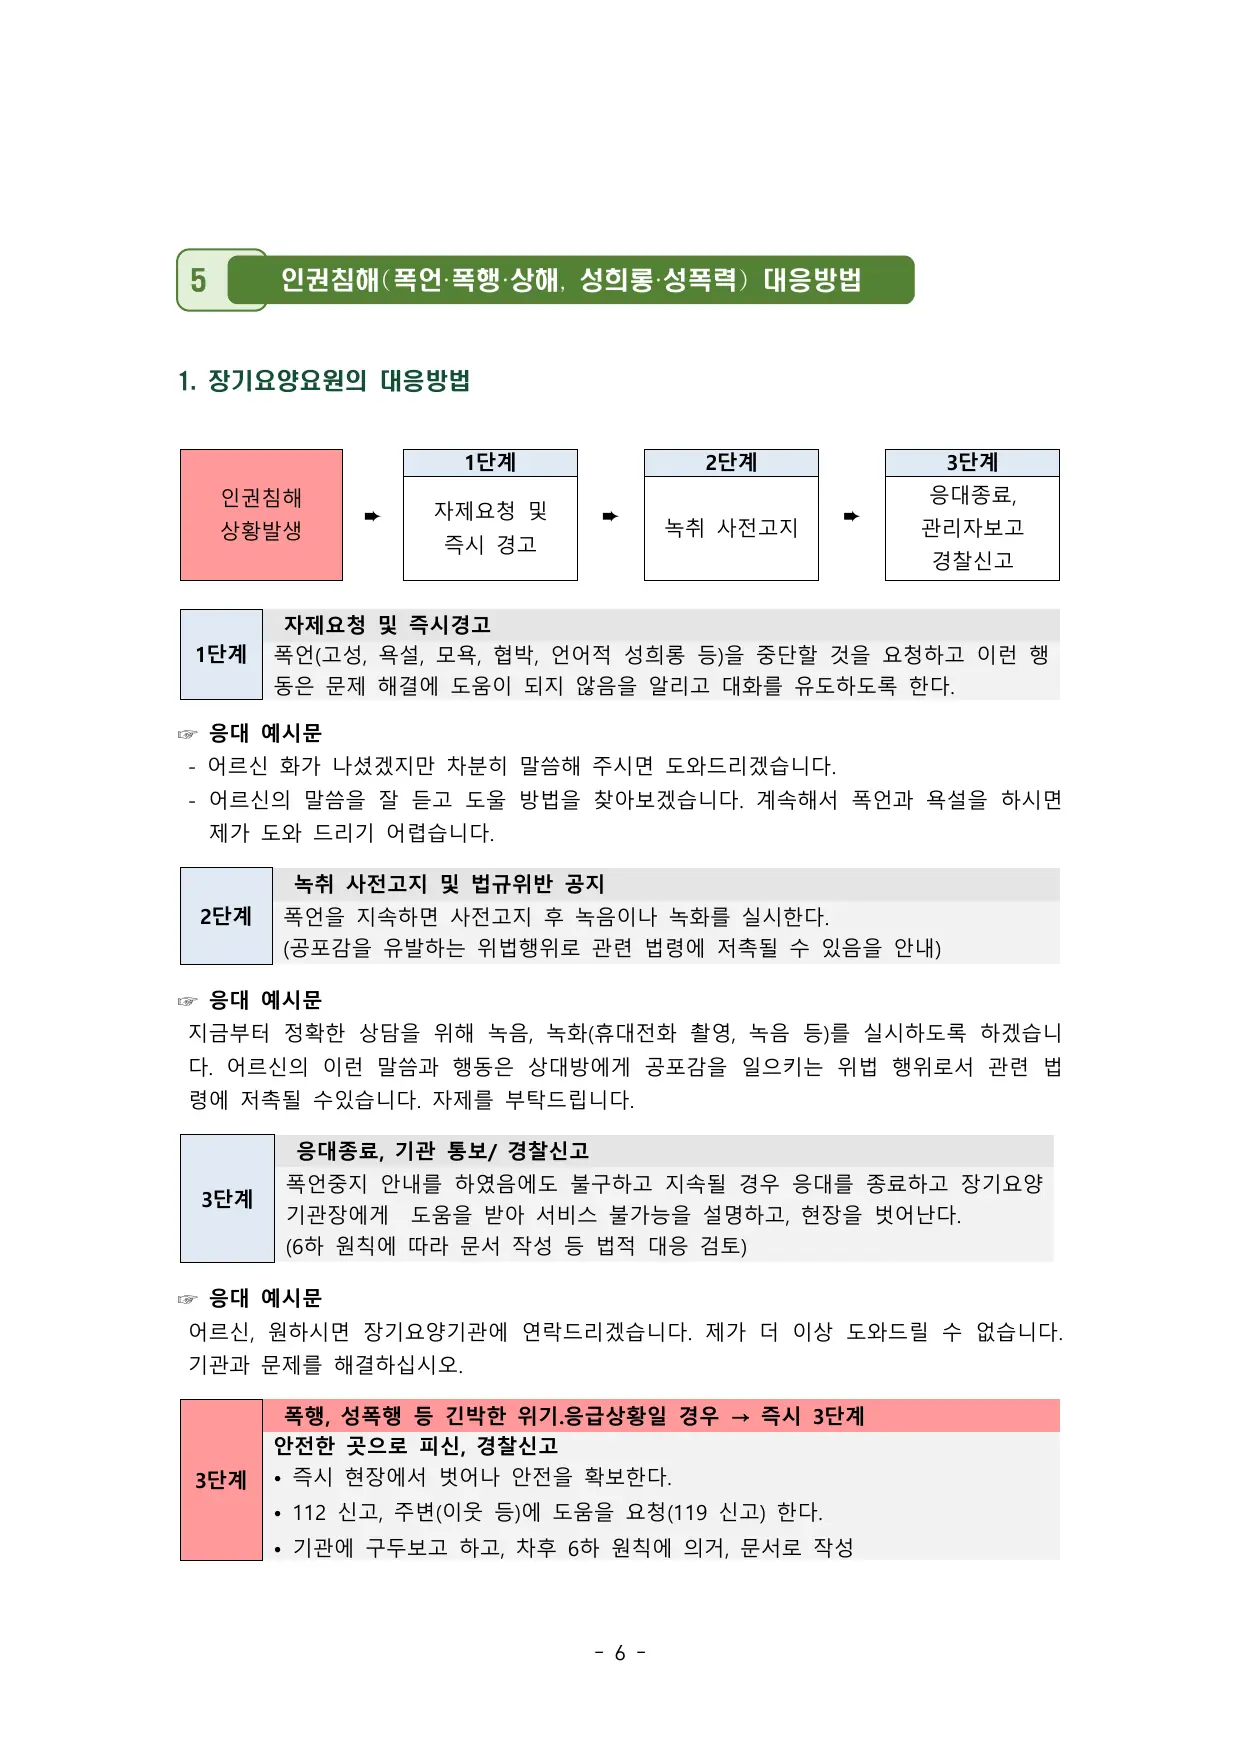 5 인권침해(폭언·폭행·상해, 성희롱·성폭력) 대응방법
1. 장기요양요원의 대응방법
인권침해
상황발생
➨
1단계
자제요청 및
즉시 경고
➨
2단계
녹취 사전고지
➨
3단계
응대종료,
관리자보고
경찰신고
1단계
자제요청 및 즉시경고
폭언(고성, 욕설, 모욕, 협박, 언어적 성희롱 등)을 중단할 것을 요청하고 이런 행
동은 문제 해결에 도움이 되지 않음을 알리고 대화를 유도하도록 한다.
☞ 응대 예시문
- 어르신 화가 나셨겠지만 차분히 말씀해 주시면 도와드리겠습니다.
- 어르신의 말씀을 잘 듣고 도울 방법을 찾아보겠습니다. 계속해서 폭언과 욕설을 하시면
제가 도와 드리기 어렵습니다.
2단계
녹취 사전고지 및 법규위반 공지
폭언을 지속하면 사전고지 후 녹음이나 녹화를 실시한다.
(공포감을 유발하는 위법행위로 관련 법령에 저촉될 수 있음을 안내)
☞ 응대 예시문
지금부터 정확한 상담을 위해 녹음, 녹화(휴대전화 촬영, 녹음 등)를 실시하도록 하겠습니
다. 어르신의 이런 말씀과 행동은 상대방에게 공포감을 일으키는 위법 행위로서 관련 법
령에 저촉될 수있습니다. 자제를 부탁드립니다.
3단계
응대종료, 기관 통보/ 경찰신고
폭언중지 안내를 하였음에도 불구하고 지속될 경우 응대를 종료하고 장기요양
기관장에게 도움을 받아 서비스 불가능을 설명하고, 현장을 벗어난다.
(6하 원칙에 따라 문서 작성 등 법적 대응 검토)
☞ 응대 예시문
어르신, 원하시면 장기요양기관에 연락드리겠습니다. 제가 더 이상 도와드릴 수 없습니다.
기관과 문제를 해결하십시오.
3단계
폭행, 성폭행 등 긴박한 위기.응급상황일 경우 → 즉시 3단계
안전한 곳으로 피신, 경찰신고
• 즉시 현장에서 벗어나 안전을 확보한다.
• 112 신고, 주변(이웃 등)에 도움을 요청(119 신고) 한다.
• 기관에 구두보고 하고, 차후 6하 원칙에 의거, 문서로 작성
- 6 -